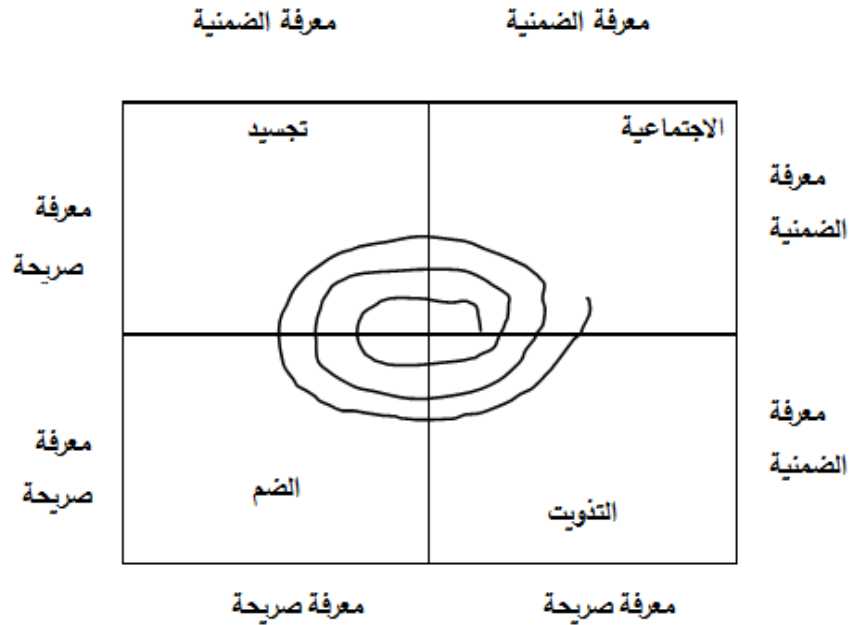 معرفة الضمنية
معرفة الضمنية
الاجتماعية
تجسيد
معرفة
الضمنية
معرفة
صريحة
معرفة
الضمنية
معرفة
صريحة
الضم
التذويت
معرفة صريحة
معرفة صريحة